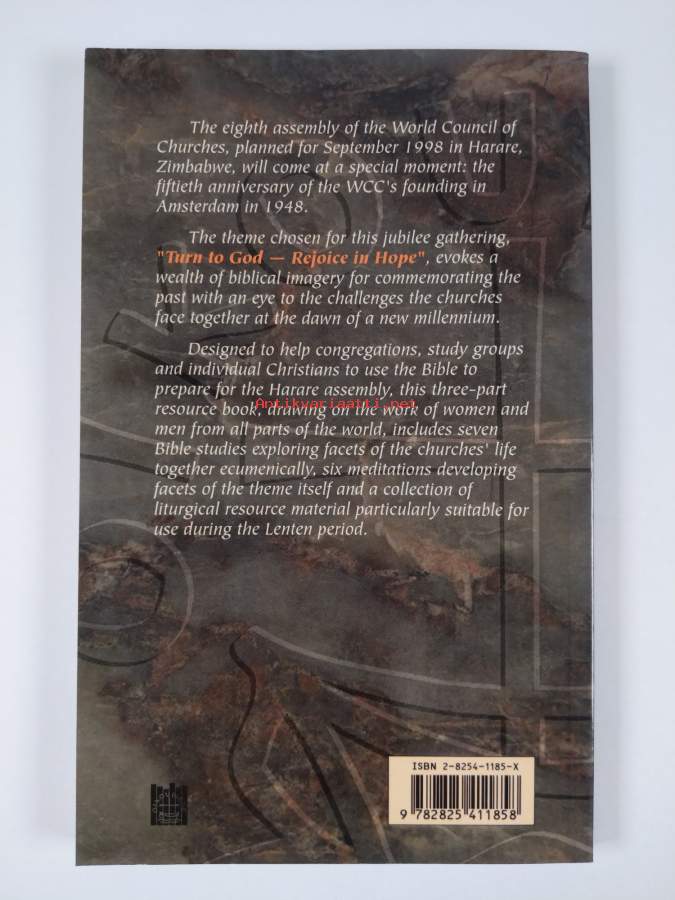 The eighth assembly of the World Council of
Churches, planned for September 1998 in Harare,
Zimbabwe, will come at a special moment: the
fiftieth anniversary of the WCC's founding in
Amsterdam in 1948.
The theme chosen for this jubilee gathering,
"Turn to God — Rejoice in Hope", evokes a
wealth of biblical imagery for commemorating the
past with an eye to the challenges the churches
face together at the dawn of a new millennium.
Designed to help congregations, study groups
and individual Christians to use the Bible to
prepare for the Harare assembly, this three-part
resource book, drawing on the work of women and
Antikvariaatti.net
men from all parts of the world, includes seven
Bible studies exploring facets of the churches' life
together ecumenically, six meditations developing
facets of the theme itself and a collection of
liturgical resource material particularly suitable for
use during the Lenten period.
ISBN 2-8254-1185-X
9 782825 411858